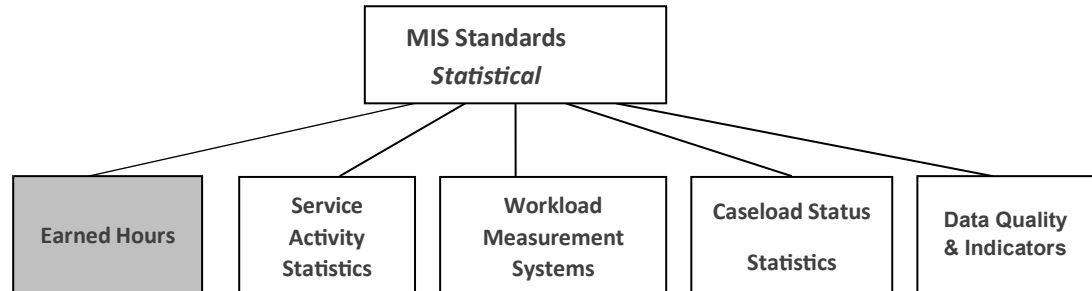 MIS Standards
Statistical
Earned Hours
Service
Activity
Statistics
Workload
Measurement
Systems
Caseload Status
Statistics
Data Quality
& Indicators